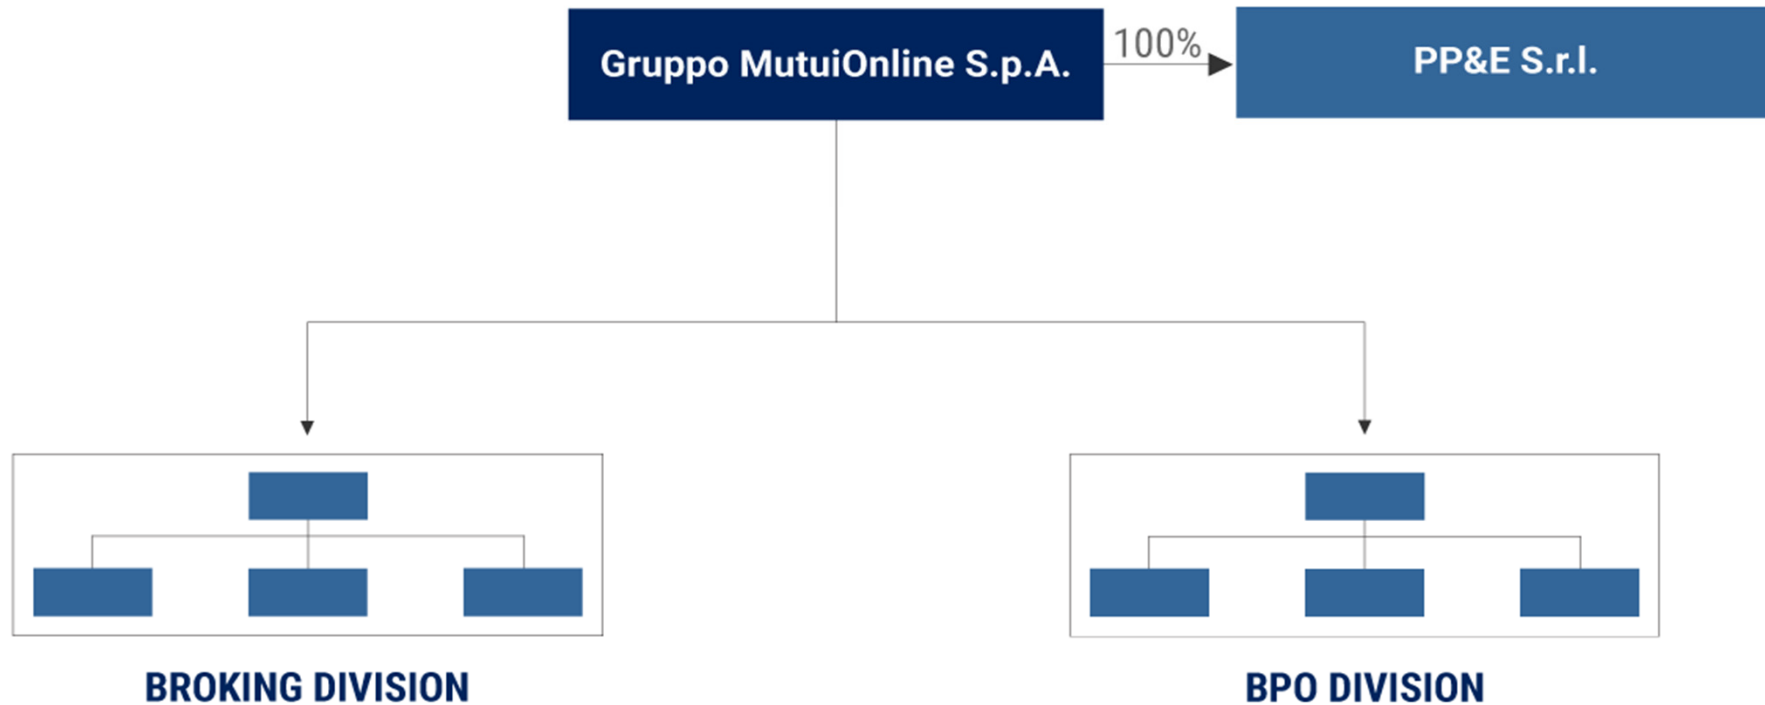 Gruppo MutuiOnline S.p.A.
100%
PP&E S.r.l.
BROKING DIVISION
BPO DIVISION